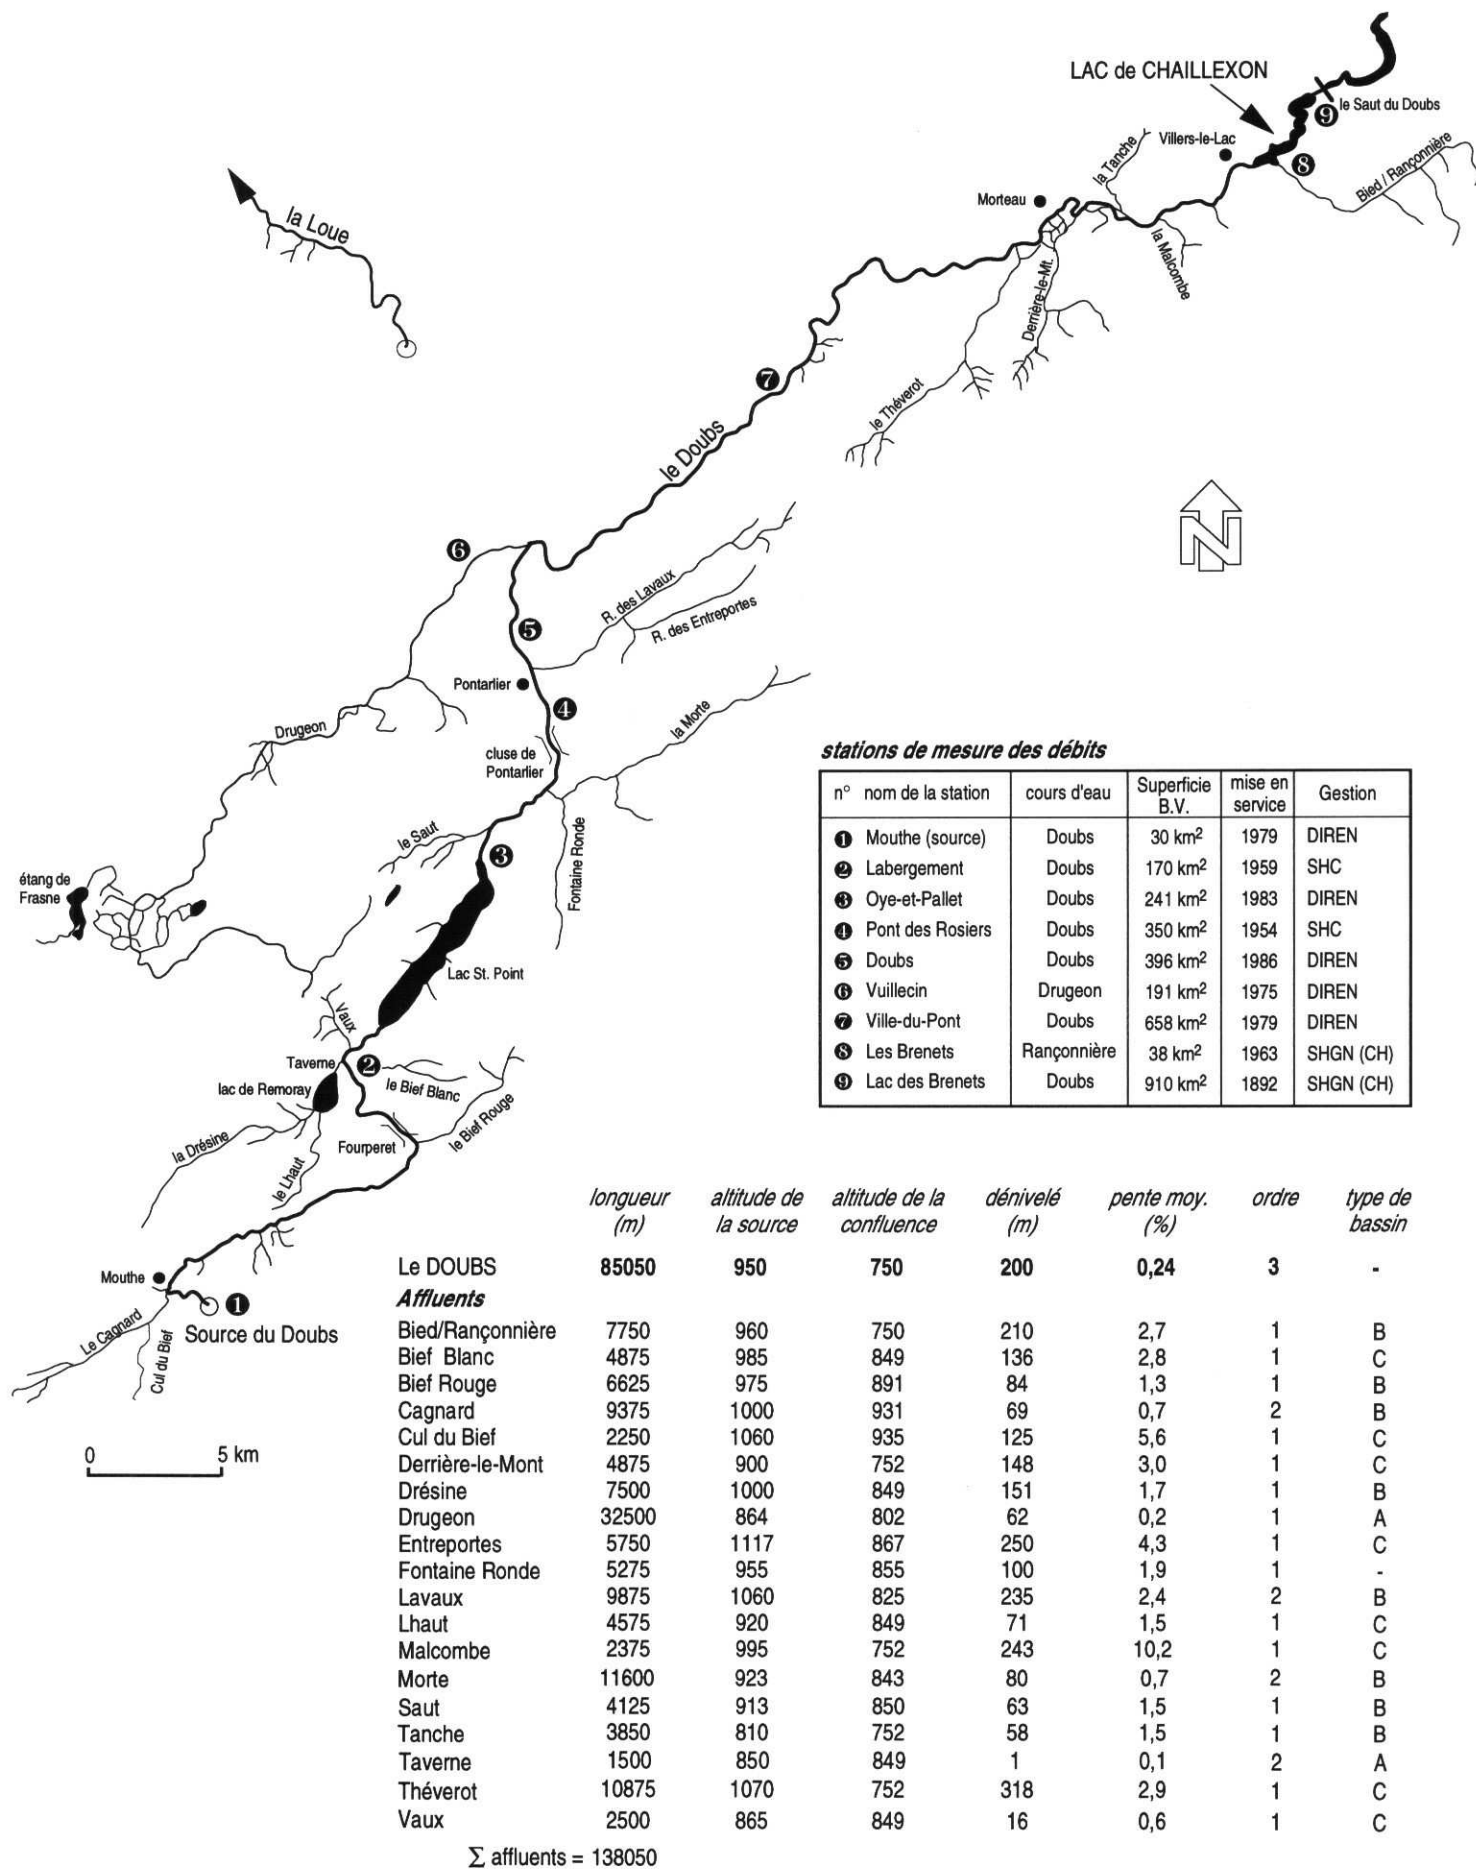 LAC de CHAILLEXON
le Saut du Doubs
❾
Villers-le-Lac
❽
la Tanche
Bied / Rançonnière
Morteau
la Loue
la Malcombe
Derrière-le-Mt.
❼
le Théverot
le Doubs
N
❻
R. des Lavaux
R. des Entreportes
❺
Pontarlier
❹
la Morte
Drugeon
cluse de
Pontarlier
le Saut
❸
Fontaine Ronde
étang de
Frasne
Lac St. Point
Vaux
Taverne
❷
lac de Remoray
le Bief Blanc
le Bief Rouge
la Drésine
Fourperet
le Lhaut
Mouthe
❶
Source du Doubs
Le Cagnard
Cul du Bief
0 5 km
stations de mesure des débits
n° nom de la station cours d'eau Superficie B.V. mise en service Gestion
❶ Mouthe (source) Doubs 30 km² 1979 DIREN
❷ Labergement Doubs 170 km² 1959 SHC
❸ Oye-et-Pallet Doubs 241 km² 1983 DIREN
❹ Pont des Rosiers Doubs 350 km² 1954 SHC
❺ Doubs Doubs 396 km² 1986 DIREN
❻ Vuillecin Drugeon 191 km² 1975 DIREN
❼ Ville-du-Pont Doubs 658 km² 1979 DIREN
❽ Les Brenets Rançonnière 38 km² 1963 SHGN (CH)
❾ Lac des Brenets Doubs 910 km² 1892 SHGN (CH)
longueur altitude de altitude de la dénivelé pente moy. ordre type de
(m) la source confluence (m) (%) bassin
Le DOUBS 85050 950 750 200 0,24 3 -
Affluents
Bied/Rançonnière 7750 960 750 210 2,7 1 B
Bief Blanc 4875 985 849 136 2,8 1 C
Bief Rouge 6625 975 891 84 1,3 1 B
Cagnard 9375 1000 931 69 0,7 2 B
Cul du Bief 2250 1060 935 125 5,6 1 C
Derrière-le-Mont 4875 900 752 148 3,0 1 C
Drésine 7500 1000 849 151 1,7 1 B
Drugeon 32500 864 802 62 0,2 1 A
Entreportes 5750 1117 867 250 4,3 1 C
Fontaine Ronde 5275 955 855 100 1,9 1 -
Lavaux 9875 1060 825 235 2,4 2 B
Lhaut 4575 920 849 71 1,5 1 C
Malcombe 2375 995 752 243 10,2 1 C
Morte 11600 923 843 80 0,7 2 B
Saut 4125 913 850 63 1,5 1 B
Tanche 3850 810 752 58 1,5 1 B
Taverne 1500 850 849 1 0,1 2 A
Théverot 10875 1070 752 318 2,9 1 C
Vaux 2500 865 849 16 0,6 1 C
∑ affluents = 138050